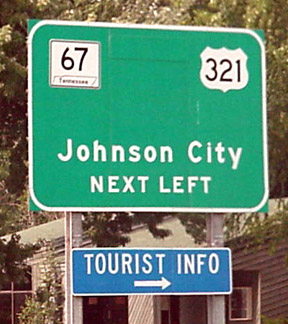 67
Tennessee
321
Johnson City
NEXT LEFT
TOURIST INFO